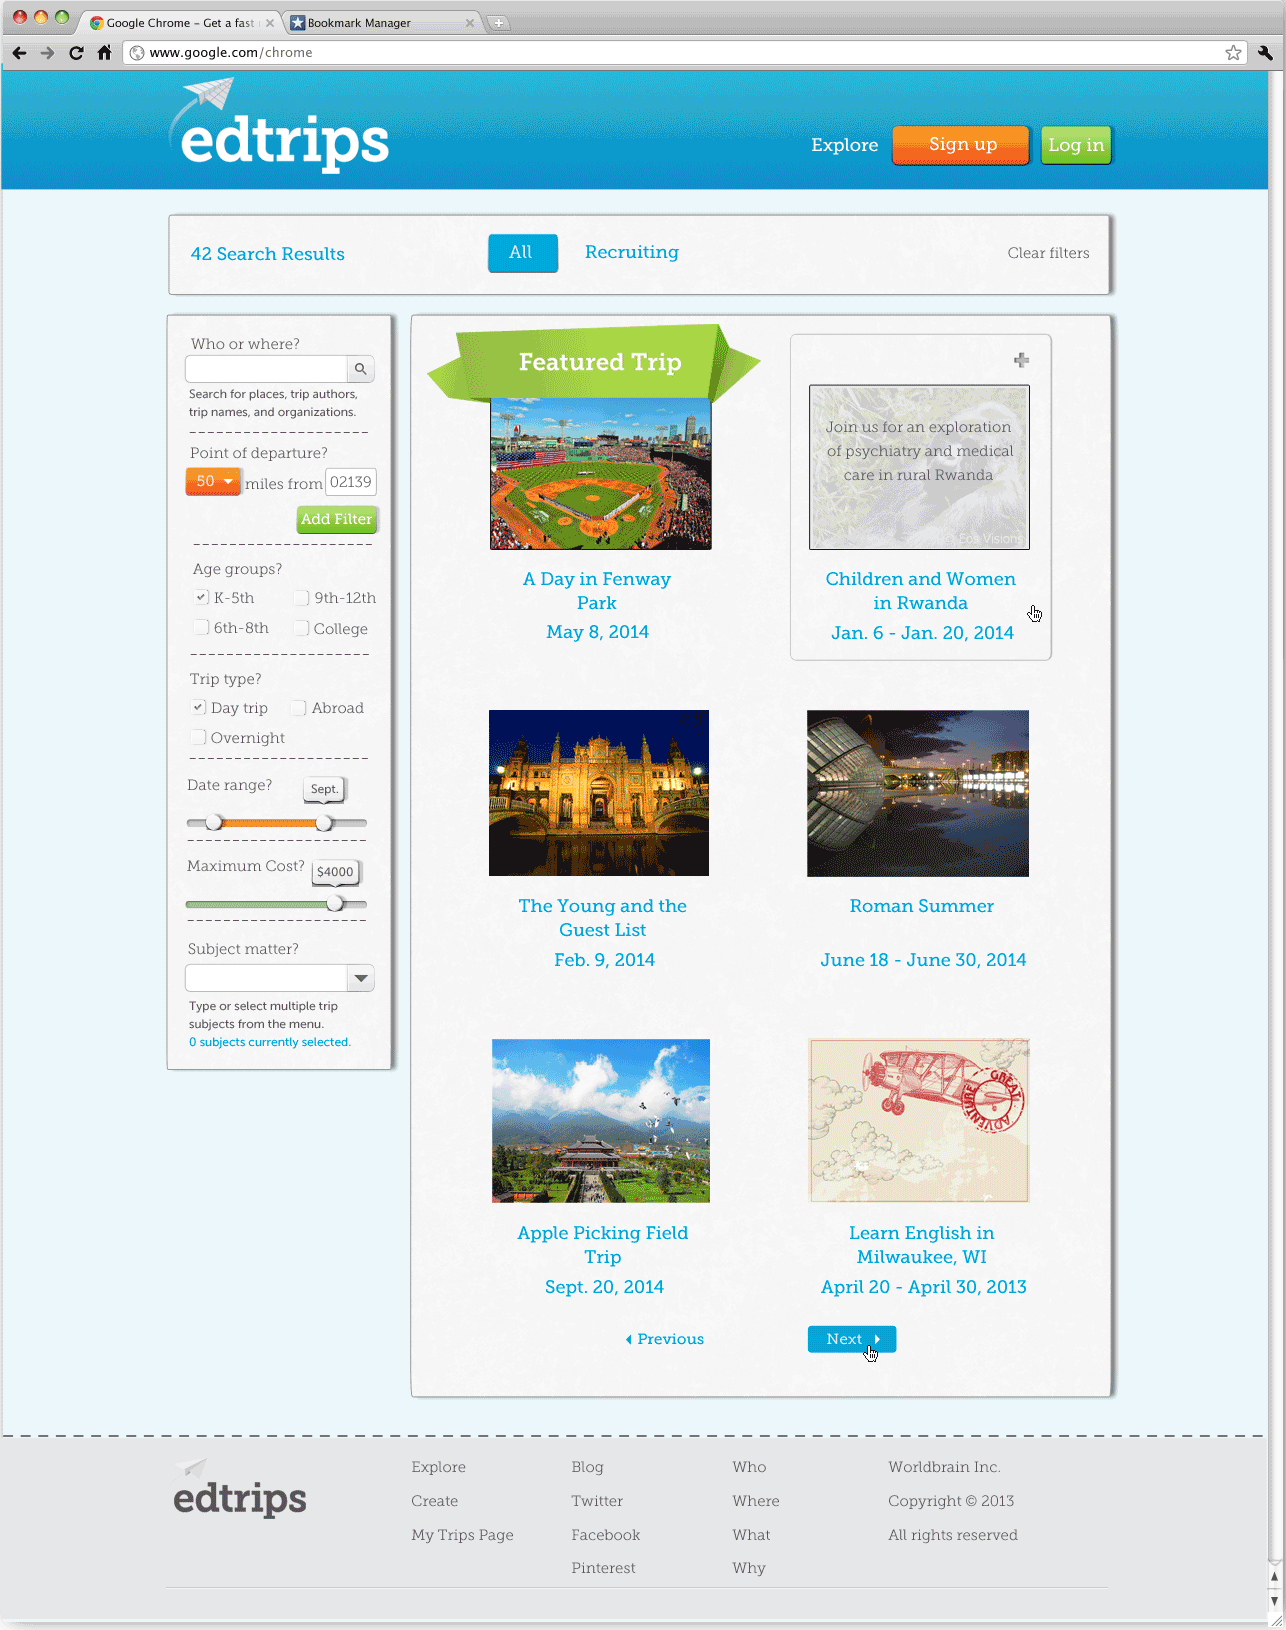 Google Chrome – Get a fast
Bookmark Manager
www.google.com/chrome
edtrips
Explore
Sign up
Log in
42 Search Results
All
Recruiting
Clear filters
Who or where?
Search for places, trip authors,
trip names, and organizations.
Point of departure?
50 miles from 02139
Add Filter
Age groups?
K-5th 9th-12th
6th-8th College
Trip type?
Day trip Abroad
Overnight
Date range?
Sept.
Maximum Cost?
$4000
Subject matter?
Type or select multiple trip
subjects from the menu.
0 subjects currently selected.
Featured Trip
A Day in Fenway
Park
May 8, 2014
Join us for an exploration
of psychiatry and medical
care in rural Rwanda
© Eos Visions
Children and Women
in Rwanda
Jan. 6 - Jan. 20, 2014
The Young and the
Guest List
Feb. 9, 2014
Roman Summer
June 18 - June 30, 2014
Apple Picking Field
Trip
Sept. 20, 2014
GREAT
ADVENTURE
Learn English in
Milwaukee, WI
April 20 - April 30, 2013
Previous
Next
edtrips
Explore
Create
My Trips Page
Blog
Twitter
Facebook
Pinterest
Who
Where
What
Why
Worldbrain Inc.
Copyright © 2013
All rights reserved